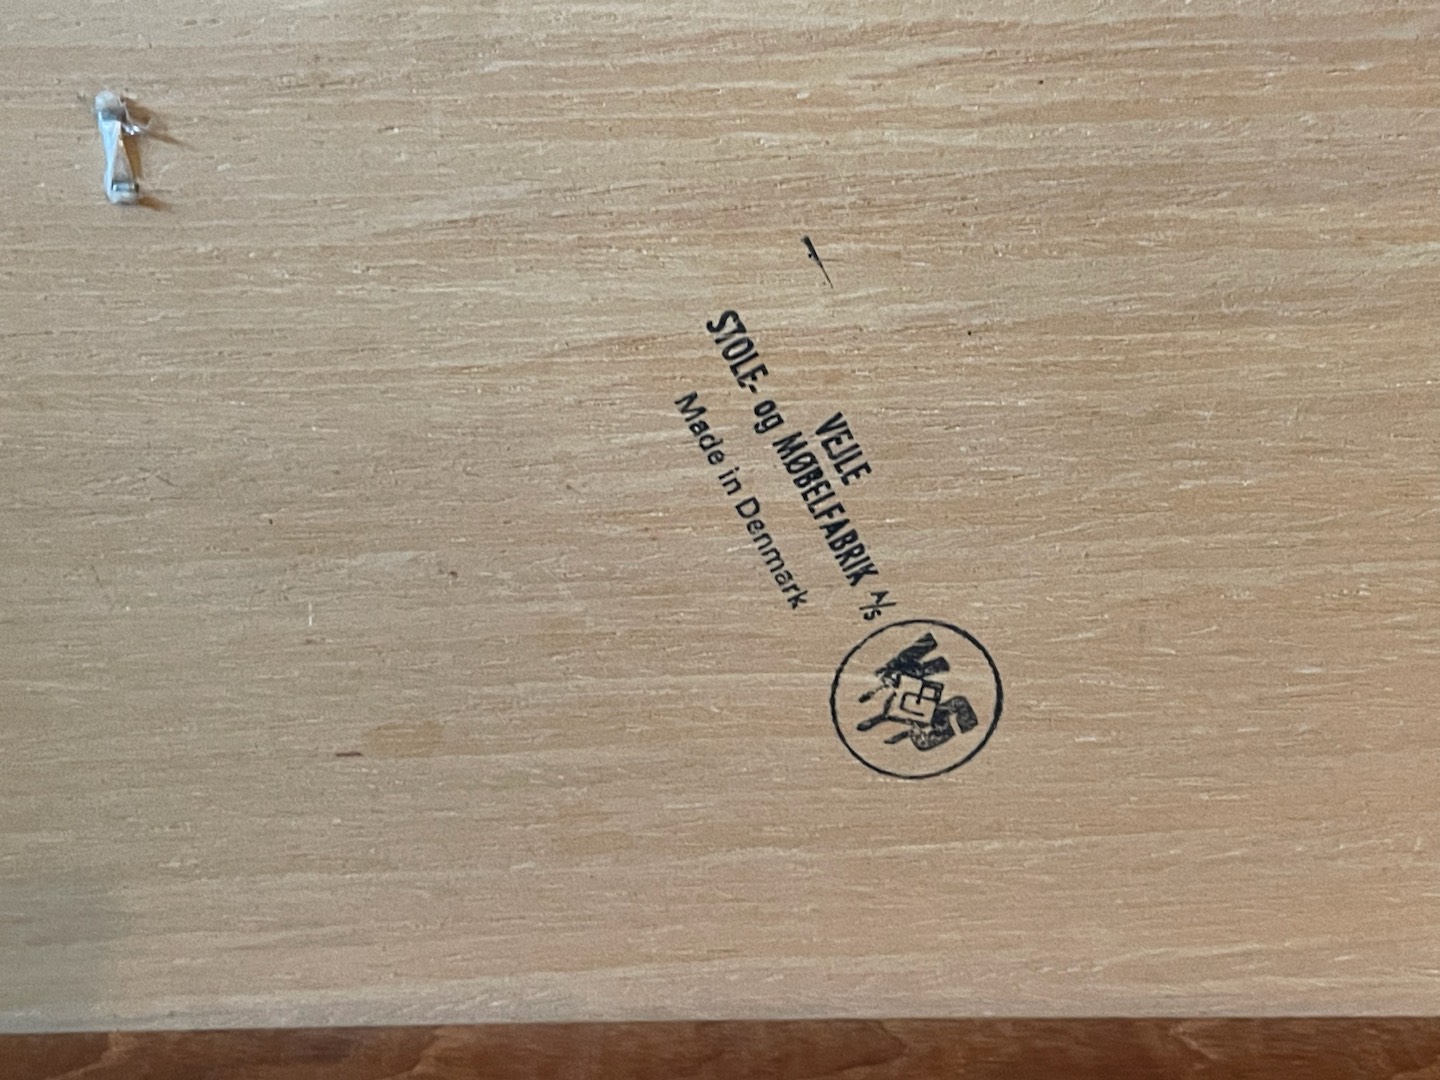 VEJLE
STOLE- og MØBELFABRIK A/S
Made in Denmark